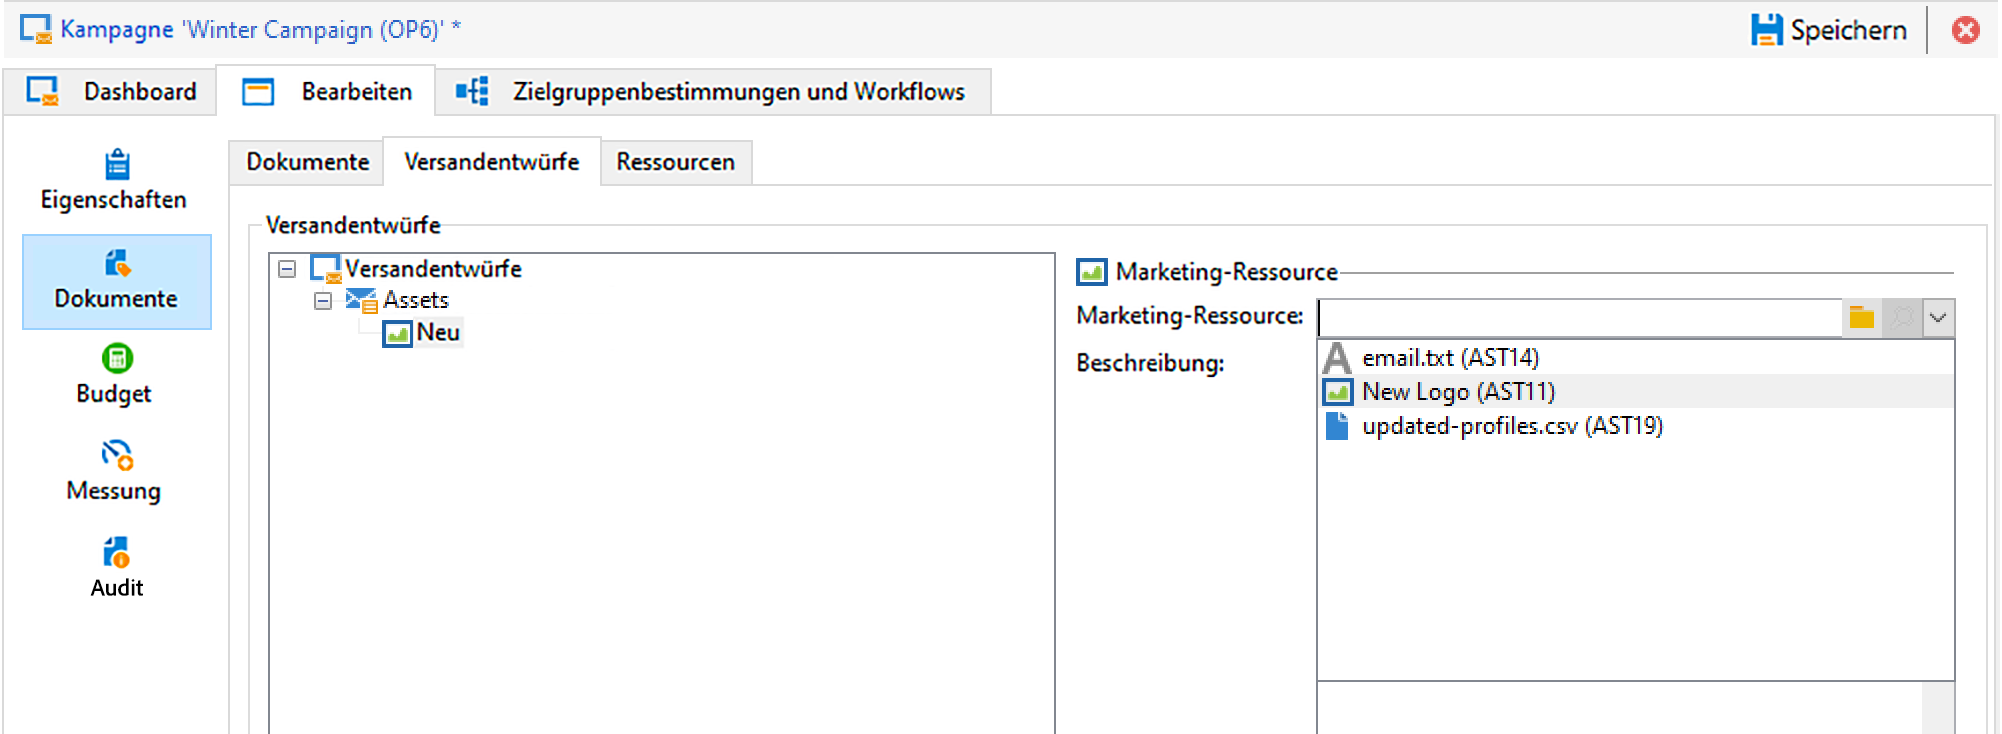 Kampagne 'Winter Campaign (OP6)' *
Speichern
Dashboard
Bearbeiten
Zielgruppenbestimmungen und Workflows
Eigenschaften
Dokumente
Budget
Messung
Audit
Dokumente
Versandentwürfe
Ressourcen
Versandentwürfe
Versandentwürfe
Assets
Neu
Marketing-Ressource
Marketing-Ressource:
Beschreibung:
email.txt (AST14)
New Logo (AST11)
updated-profiles.csv (AST19)